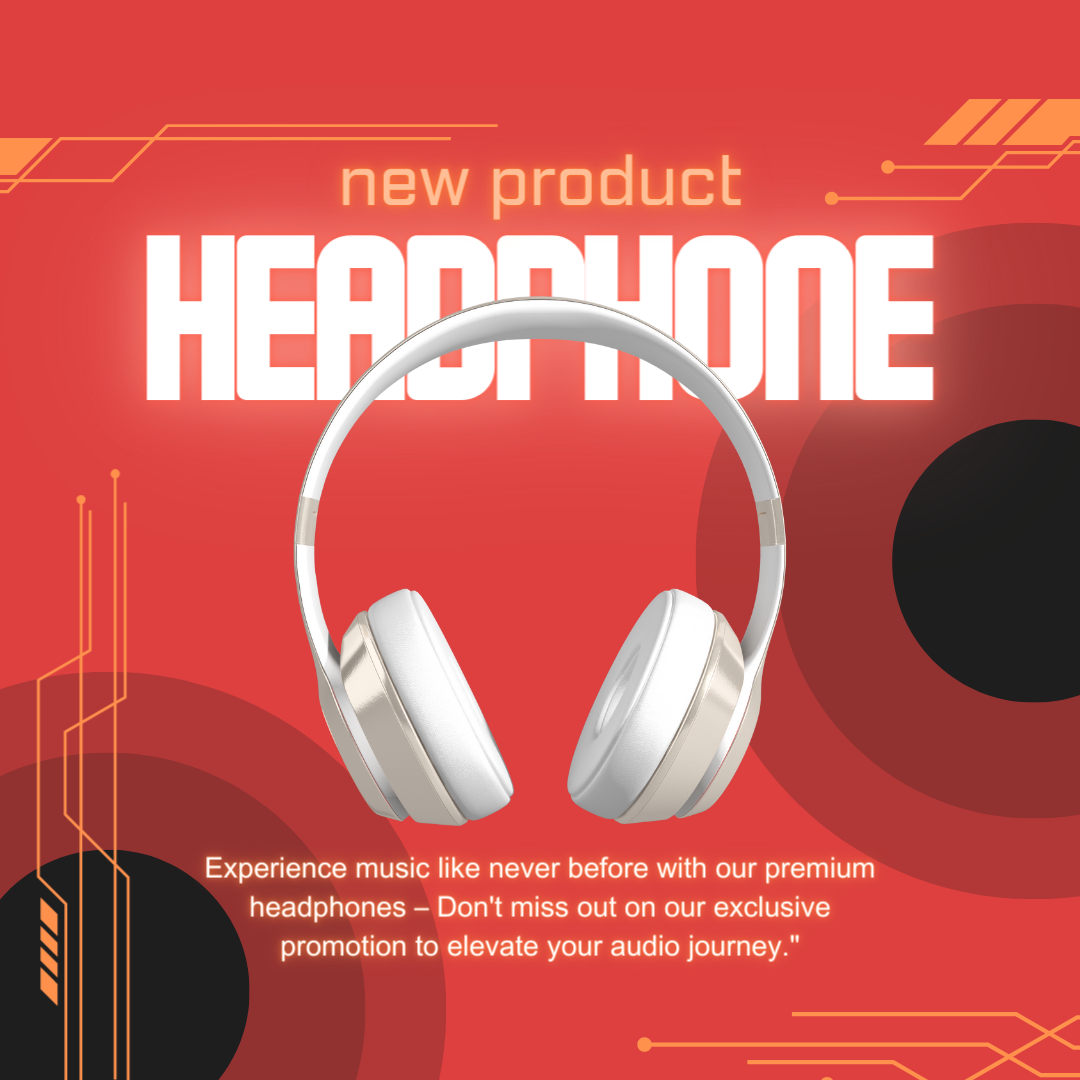 new product
HEADPHONE
Experience music like never before with our premium
headphones – Don't miss out on our exclusive
promotion to elevate your audio journey."